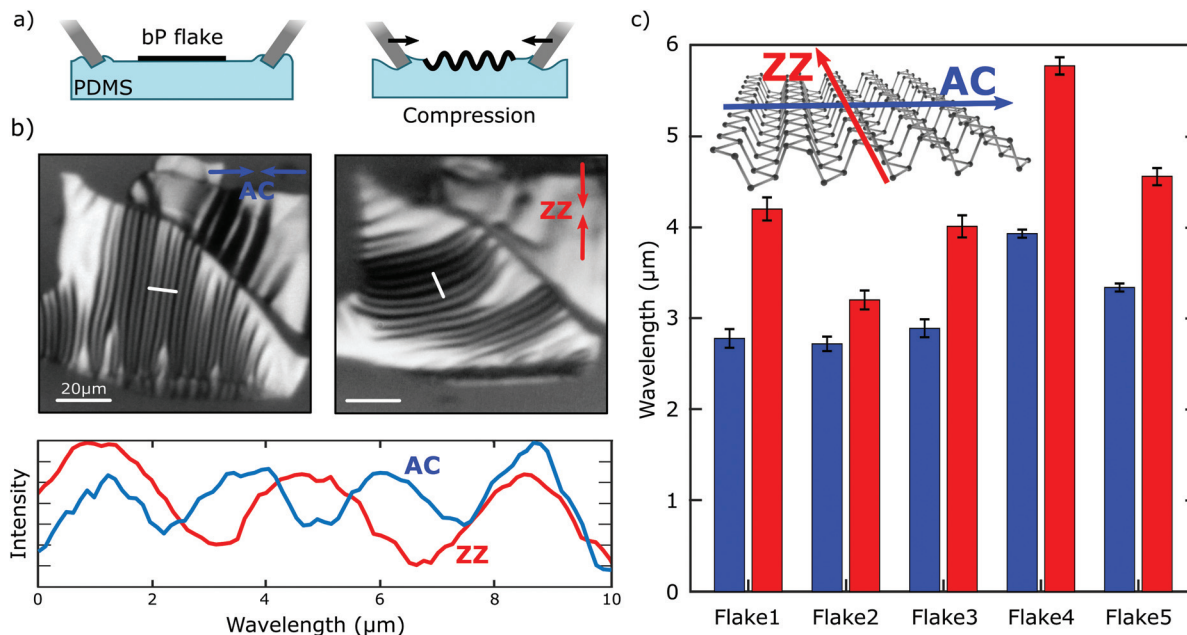 a)
bP flake
PDMS
Compression
b)
AC
20µm
ZZ
Intensity
AC
ZZ
0 2 4 6 8 10
Wavelength (µm)
c)
Wavelength (µm)
6
5
4
3
2
1
0
ZZ
AC
Flake1 Flake2 Flake3 Flake4 Flake5